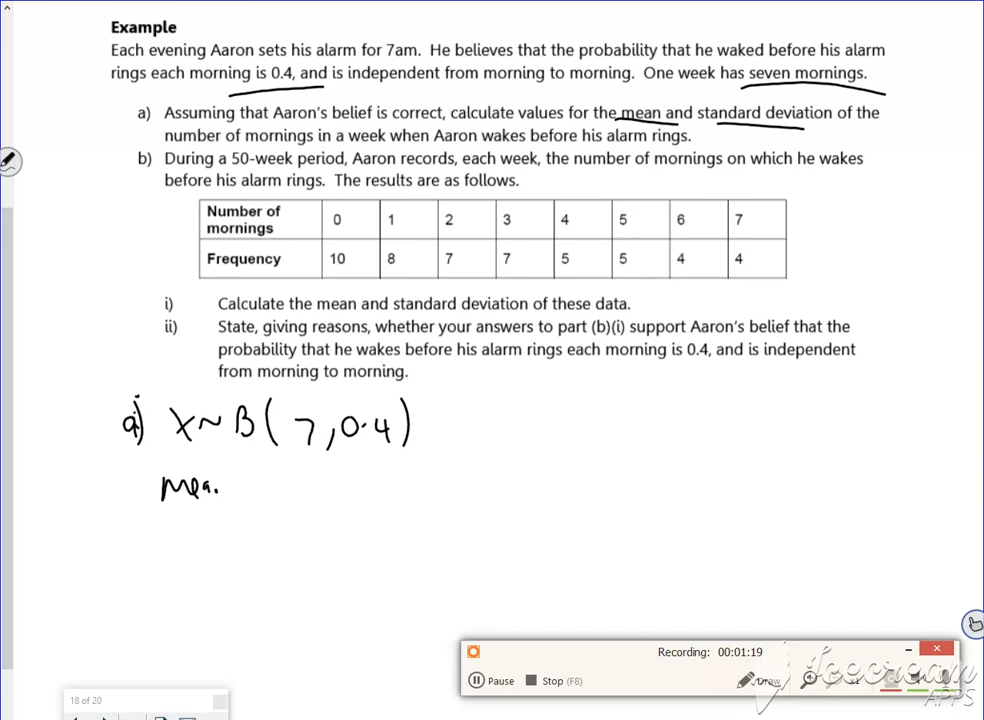 Example
Each evening Aaron sets his alarm for 7am. He believes that the probability that he waked before his alarm
rings each morning is 0.4, and is independent from morning to morning. One week has seven mornings.
a) Assuming that Aaron's belief is correct, calculate values for the mean and standard deviation of the
number of mornings in a week when Aaron wakes before his alarm rings.
b) During a 50-week period, Aaron records, each week, the number of mornings on which he wakes
before his alarm rings. The results are as follows.
Number of mornings 0 1 2 3 4 5 6 7
Frequency 10 8 7 7 5 5 4 4
i) Calculate the mean and standard deviation of these data.
ii) State, giving reasons, whether your answers to part (b)(i) support Aaron's belief that the
probability that he wakes before his alarm rings each morning is 0.4, and is independent
from morning to morning.
a) X~B(7,0.4)
Mea.
Recording: 00:01:19
Pause Stop (F8) Draw x1
Icecream
APPS
18 of 20